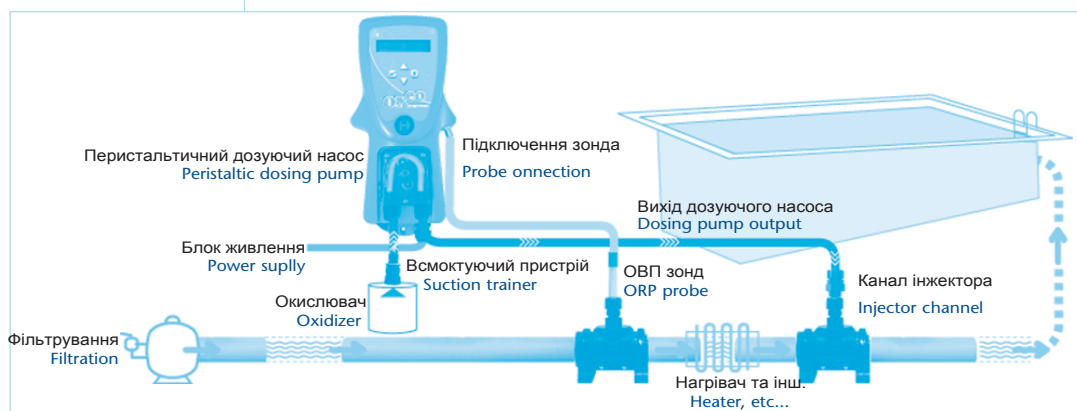 Перистальтичний дозуючий насос
Peristaltic dosing pump
Підключення зонда
Probe onnection
Вихід дозуючого насоса
Dosing pump output
Блок живлення
Power suplly
Всмоктуючий пристрій
Suction trainer
ОВП зонд
ORP probe
Канал інжектора
Injector channel
Окислювач
Oxidizer
Фільтрування
Filtration
Нагрівач та інш.
Heater, etc...